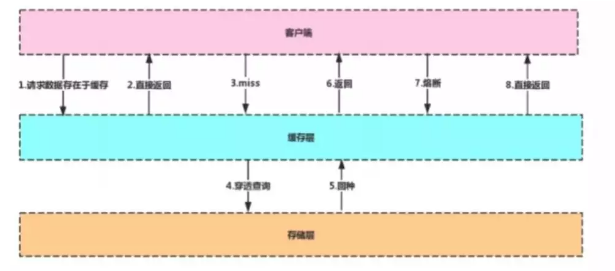 客户端
1.请求数据存在于缓存
2.直接返回
3.miss
6.返回
7.熔断
8.直接返回
缓存层
4.穿透查询
5.回种
存储层